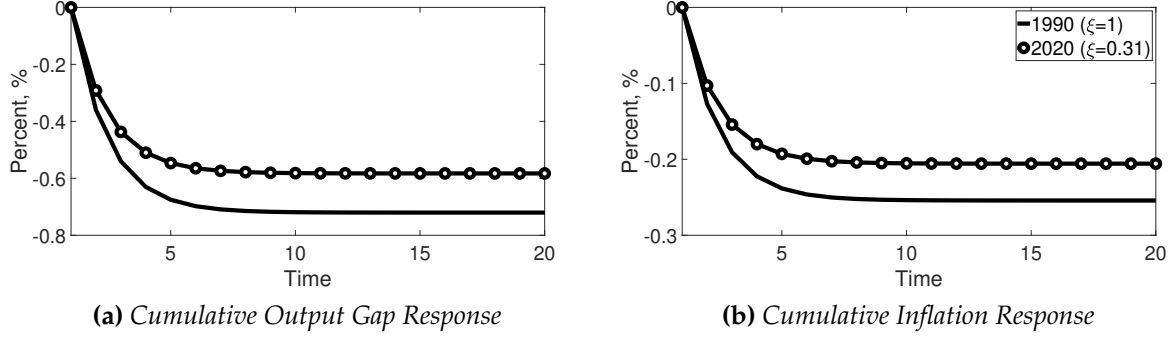 0
-0.2
-0.4
-0.6
-0.8
Percent, %
5
10
15
20
Time
(a) Cumulative Output Gap Response
0
-0.1
-0.2
-0.3
Percent, %
5
10
15
20
Time
1990 (ξ=1)
2020 (ξ=0.31)
(b) Cumulative Inflation Response